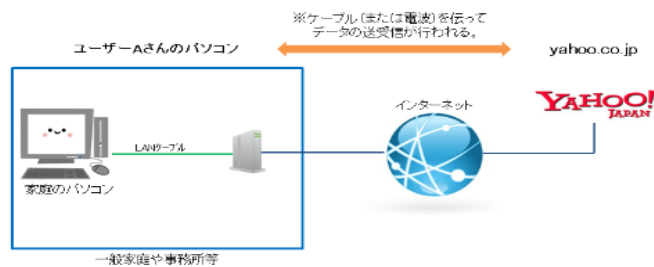 ※ケーブル(または電波)を伝って
データの送受信が行われる。
ユーザーAさんのパソコン
yahoo.co.jp
インターネット
YAHOO!
JAPAN
LANケーブル
家庭のパソコン
一般家庭や事務所等